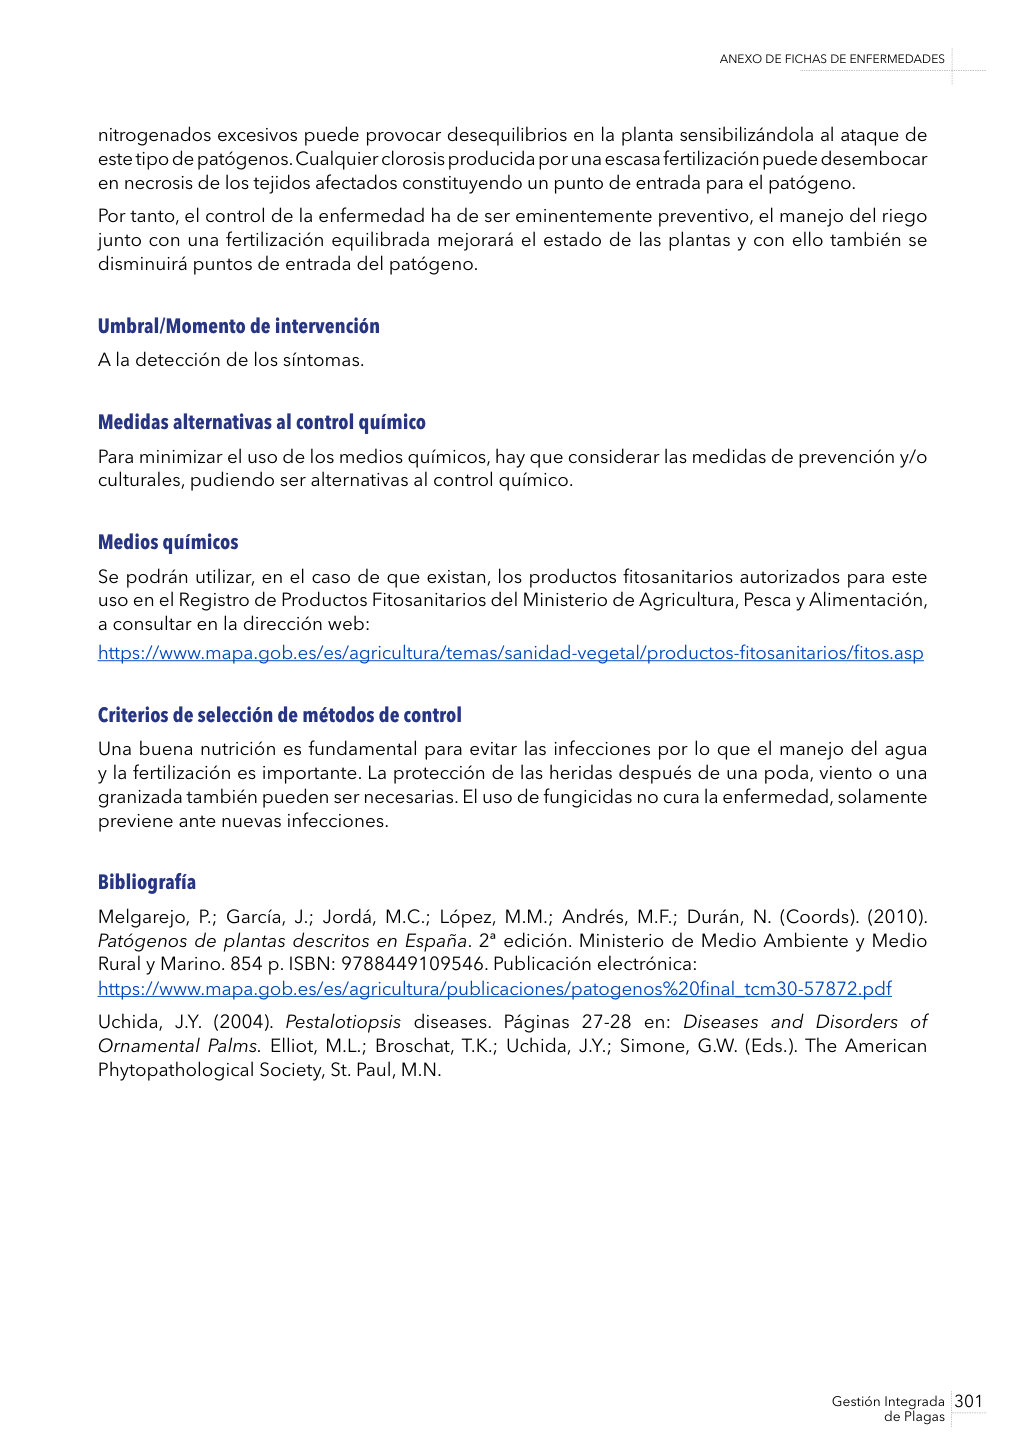 ANEXO DE FICHAS DE ENFERMEDADES
nitrogenados excesivos puede provocar desequilibrios en la planta sensibilizándola al ataque de
este tipo de patógenos. Cualquier clorosis producida por una escasa fertilización puede desembocar
en necrosis de los tejidos afectados constituyendo un punto de entrada para el patógeno.
Por tanto, el control de la enfermedad ha de ser eminentemente preventivo, el manejo del riego
junto con una fertilización equilibrada mejorará el estado de las plantas y con ello también se
disminuirá puntos de entrada del patógeno.
Umbral/Momento de intervención
A la detección de los síntomas.
Medidas alternativas al control químico
Para minimizar el uso de los medios químicos, hay que considerar las medidas de prevención y/o
culturales, pudiendo ser alternativas al control químico.
Medios químicos
Se podrán utilizar, en el caso de que existan, los productos fitosanitarios autorizados para este
uso en el Registro de Productos Fitosanitarios del Ministerio de Agricultura, Pesca y Alimentación,
a consultar en la dirección web:
https://www.mapa.gob.es/es/agricultura/temas/sanidad-vegetal/productos-fitosanitarios/fitos.asp
Criterios de selección de métodos de control
Una buena nutrición es fundamental para evitar las infecciones por lo que el manejo del agua
y la fertilización es importante. La protección de las heridas después de una poda, viento o una
granizada también pueden ser necesarias. El uso de fungicidas no cura la enfermedad, solamente
previene ante nuevas infecciones.
Bibliografía
Melgarejo, P.; García, J.; Jordá, M.C.; López, M.M.; Andrés, M.F.; Durán, N. (Coords). (2010).
Patógenos de plantas descritos en España. 2ª edición. Ministerio de Medio Ambiente y Medio
Rural y Marino. 854 p. ISBN: 9788449109546. Publicación electrónica:
https://www.mapa.gob.es/es/agricultura/publicaciones/patogenos%20final_tcm30-57872.pdf
Uchida, J.Y. (2004). Pestalotiopsis diseases. Páginas 27-28 en: Diseases and Disorders of
Ornamental Palms. Elliot, M.L.; Broschat, T.K.; Uchida, J.Y.; Simone, G.W. (Eds.). The American
Phytopathological Society, St. Paul, M.N.
Gestión Integrada 301
de Plagas